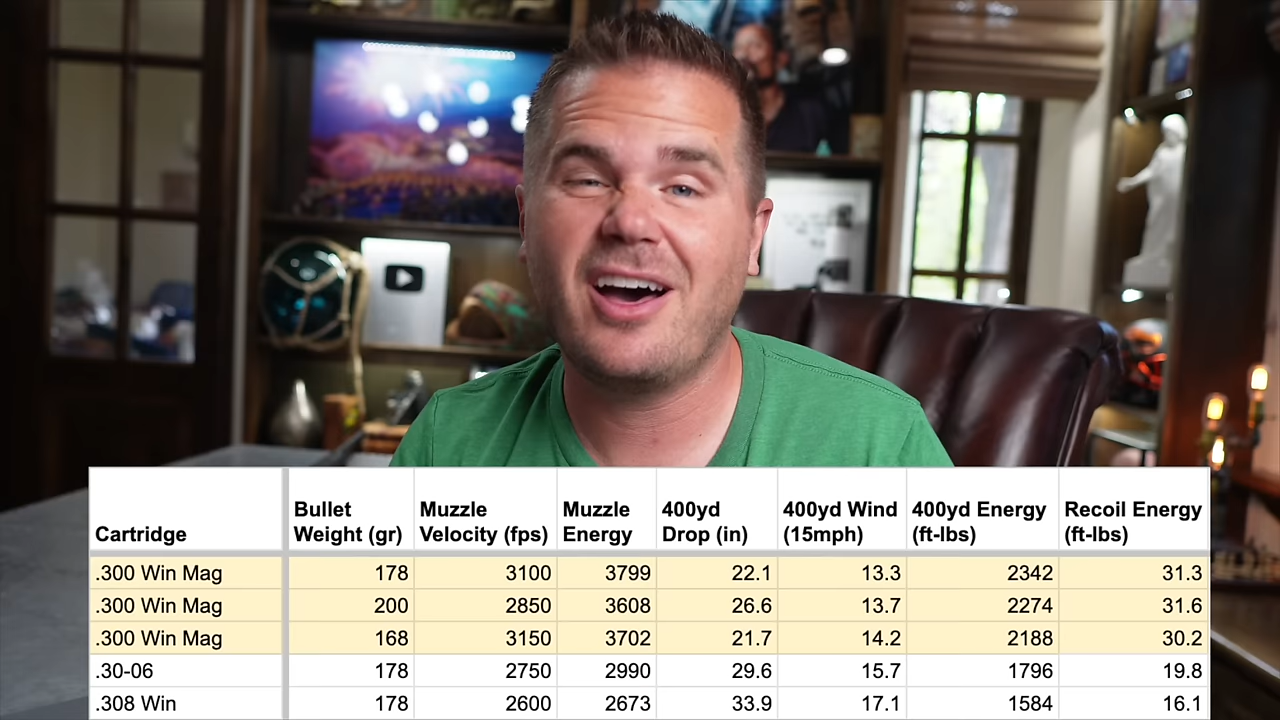 Cartridge Bullet Weight (gr) Muzzle Velocity (fps) Muzzle Energy 400yd Drop (in) 400yd Wind (15mph) 400yd Energy (ft-lbs) Recoil Energy (ft-lbs)
.300 Win Mag 178 3100 3799 22.1 13.3 2342 31.3
.300 Win Mag 200 2850 3608 26.6 13.7 2274 31.6
.300 Win Mag 168 3150 3702 21.7 14.2 2188 30.2
.30-06 178 2750 2990 29.6 15.7 1796 19.8
.308 Win 178 2600 2673 33.9 17.1 1584 16.1